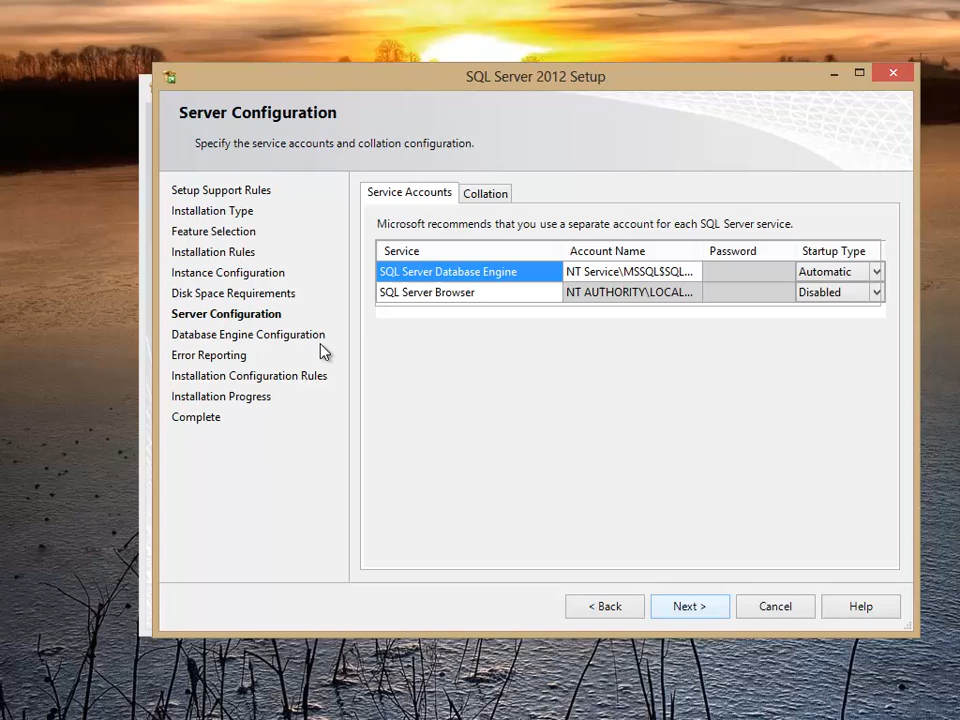 SQL Server 2012 Setup
Server Configuration
Specify the service accounts and collation configuration.
Setup Support Rules
Installation Type
Feature Selection
Installation Rules
Instance Configuration
Disk Space Requirements
Server Configuration
Database Engine Configuration
Error Reporting
Installation Configuration Rules
Installation Progress
Complete
Service Accounts Collation
Microsoft recommends that you use a separate account for each SQL Server service.
Service Account Name Password Startup Type
SQL Server Database Engine NT Service\MSSQL$SQL... Automatic
SQL Server Browser NT AUTHORITY\LOCAL... Disabled
< Back Next > Cancel Help